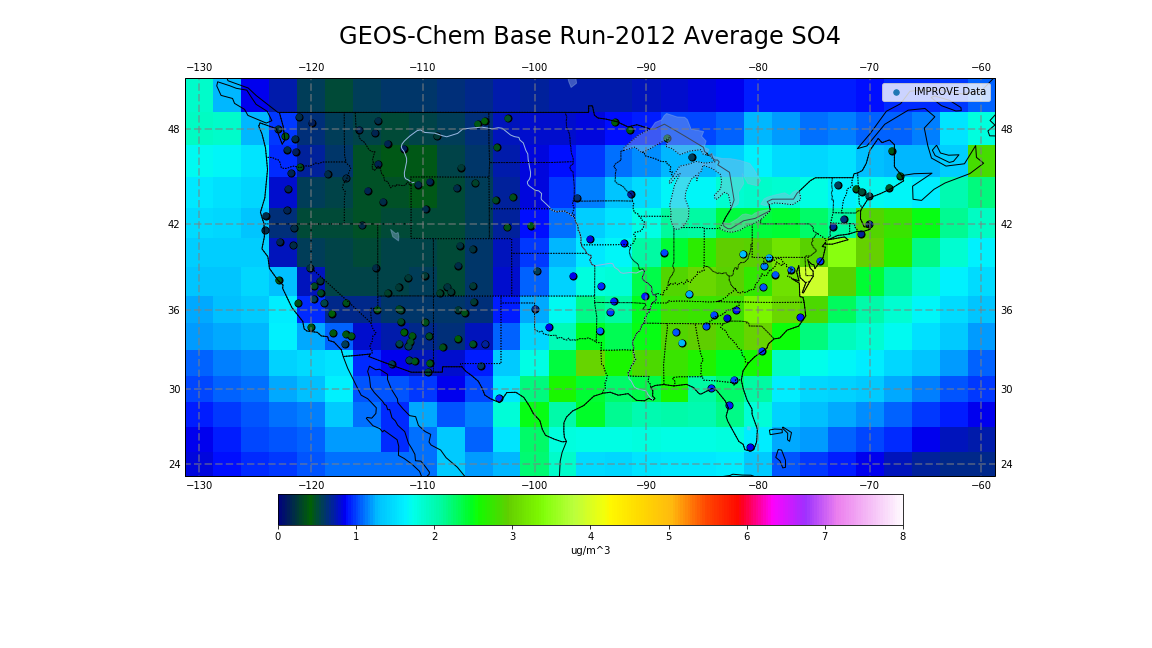 GEOS-Chem Base Run-2012 Average SO4
−130 −120 −110 −100 −90 −80 −70 −60
IMPROVE Data
48 48
42 42
36 36
30 30
24 24
−130 −120 −110 −100 −90 −80 −70 −60
0 1 2 3 4 5 6 7 8
ug/m^3